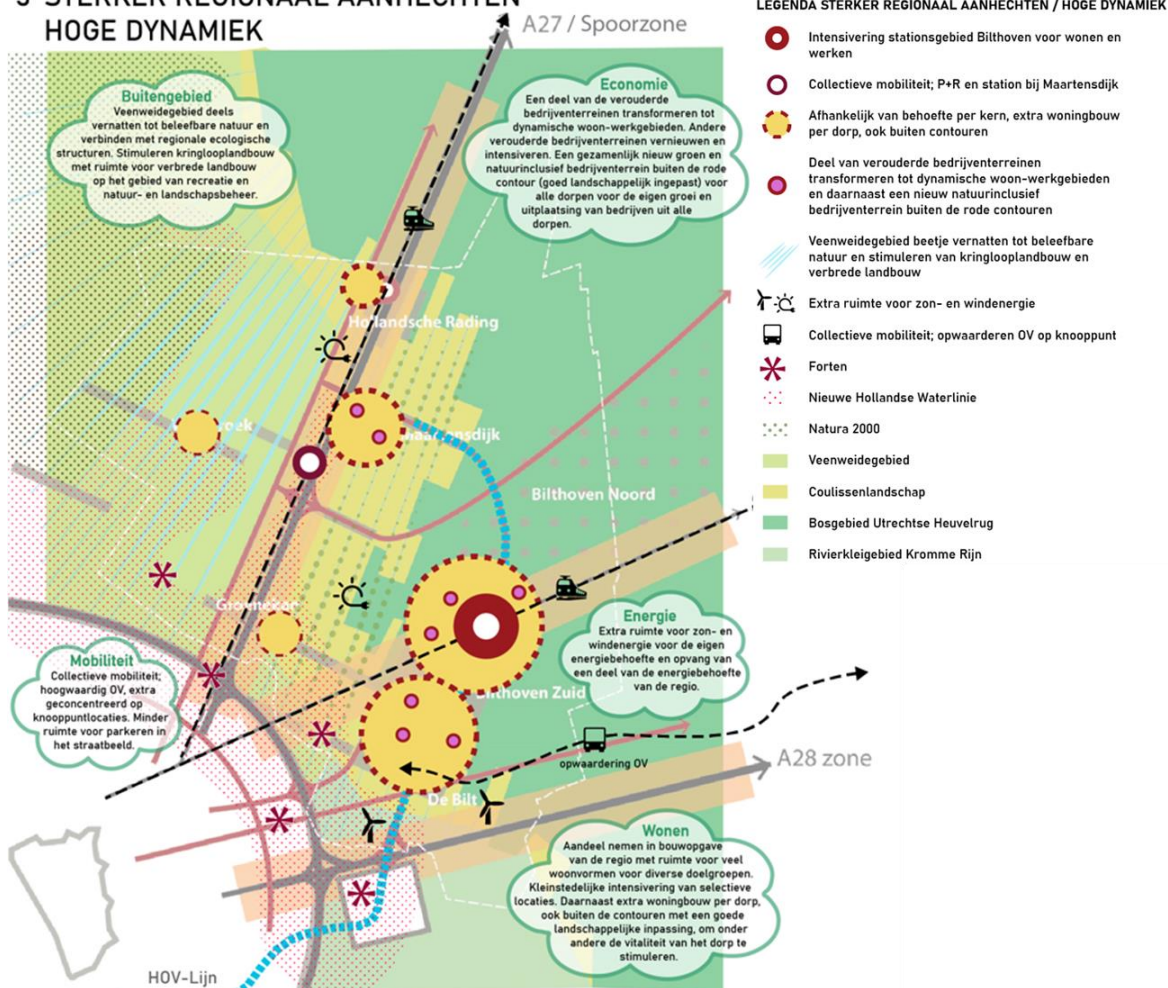 STERKER REGIONAAL AANHECHTEN
HOGE DYNAMIEK
A27 / Spoorzone
Buitengebied
Veenweidegebied deels
vernatten tot beleefbare natuur en
verbinden met regionale ecologische
structuren. Stimuleren kringlooplandbouw
met ruimte voor verbrede landbouw
op het gebied van recreatie en
natuur- en landschapsbeheer.
Economie
Een deel van de verouderde
bedrijventerreinen transformeren tot
dynamische woon-werkgebieden. Andere
verouderde bedrijventerreinen vernieuwen en
intensiveren. Een gezamenlijk nieuw groen en
natuurinclusief bedrijventerrein buiten de rode
contour (goed landschappelijk ingepast) voor
alle dorpen voor de eigen groei en
uitplaatsing van bedrijven uit alle
dorpen.
Hollandsche Rading
Bilthoven Noord
Mobiliteit
Collectieve mobiliteit;
hoogwaardig OV, extra
geconcentreerd op
knooppuntlocaties. Minder
ruimte voor parkeren in
het straatbeeld.
Energie
Extra ruimte voor zon- en
windenergie voor de eigen
energiebehoefte en opvang van
een deel van de energiebehoefte
van de regio.
Zuid
opwaardering OV
A28 zone
De Bilt
Wonen
Aandeel nemen in bouwopgave
van de regio met ruimte voor veel
woonvormen voor diverse doelgroepen.
Kleinstedelijke intensivering van selectieve
locaties. Daarnaast extra woningbouw per dorp,
ook buiten de contouren met een goede
landschappelijke inpassing, om onder
andere de vitaliteit van het dorp te
stimuleren.
HOV-Lijn
LEGENDA STERKER REGIONAAL AANHECHTEN / HOGE DYNAMIEK
Intensivering stationsgebied Bilthoven voor wonen en
werken
Collectieve mobiliteit; P+R en station bij Maartensdijk
Afhankelijk van behoefte per kern, extra woningbouw
per dorp, ook buiten contouren
Deel van verouderde bedrijventerreinen
transformeren tot dynamische woon-werkgebieden
en daarnaast een nieuw natuurinclusief
bedrijventerrein buiten de rode contouren
Veenweidegebied beetje vernatten tot beleefbare
natuur en stimuleren van kringlooplandbouw en
verbrede landbouw
Extra ruimte voor zon- en windenergie
Collectieve mobiliteit; opwaarderen OV op knooppunt
Forten
Nieuwe Hollandse Waterlinie
Natura 2000
Veenweidegebied
Coulissenlandschap
Bosgebied Utrechtse Heuvelrug
Rivierkleigebied Kromme Rijn